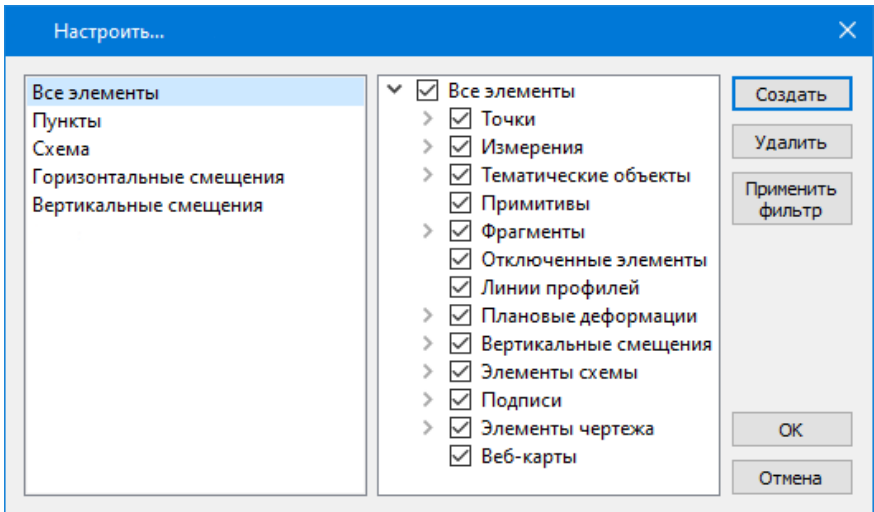 Настроить...
Все элементы
Пункты
Схема
Горизонтальные смещения
Вертикальные смещения
Все элементы
Точки
Измерения
Тематические объекты
Примитивы
Фрагменты
Отключенные элементы
Линии профилей
Плановые деформации
Вертикальные смещения
Элементы схемы
Подписи
Элементы чертежа
Веб-карты
Создать
Удалить
Применить
фильтр
ОК
Отмена